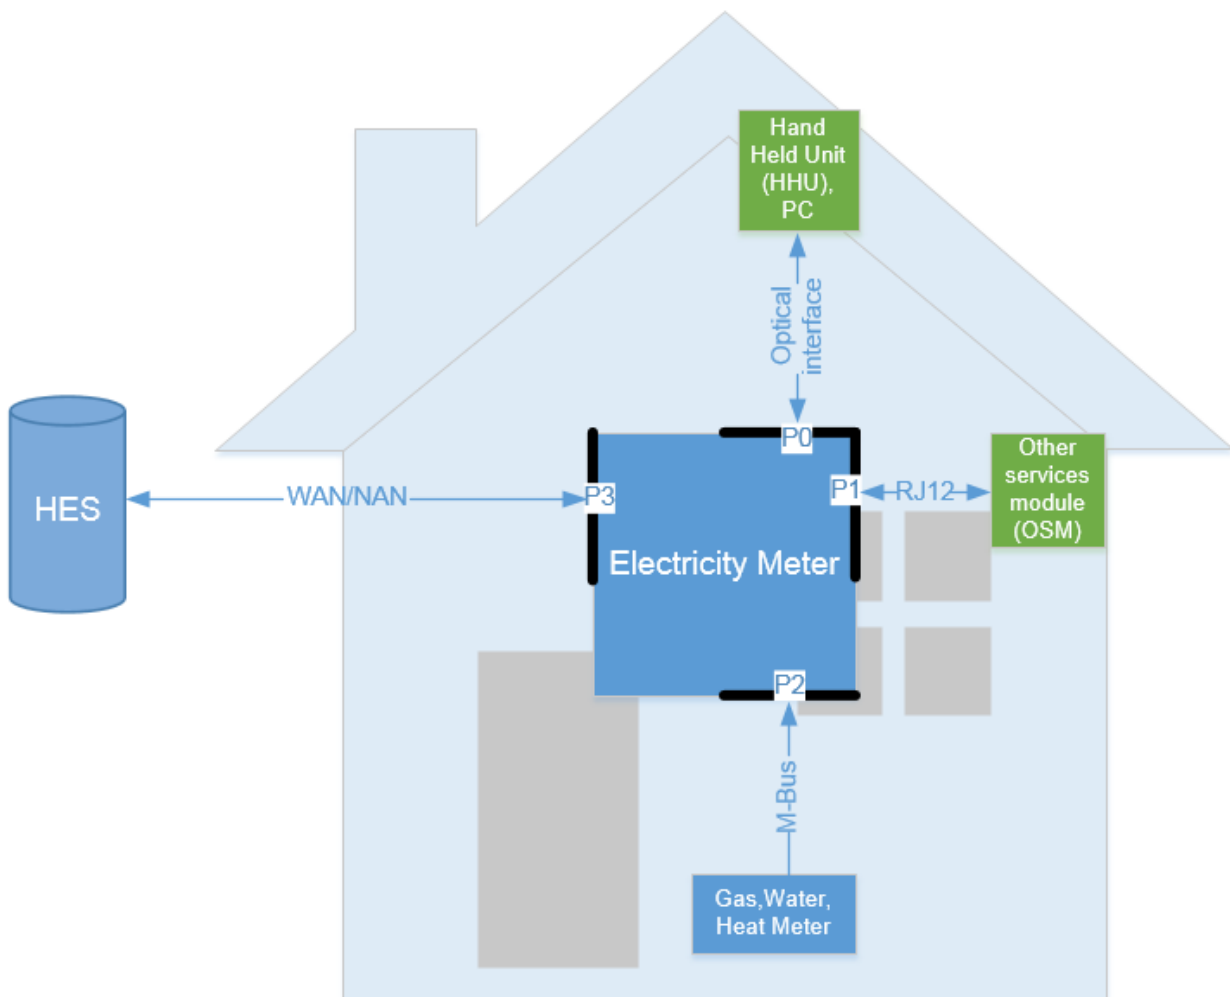 Hand
Held Unit
(HHU),
PC
Optical
interface
P0
Other
services
module
(OSM)
HES
WAN/NAN
P3
P1
RJ12
Electricity Meter
P2
M-Bus
Gas,Water,
Heat Meter